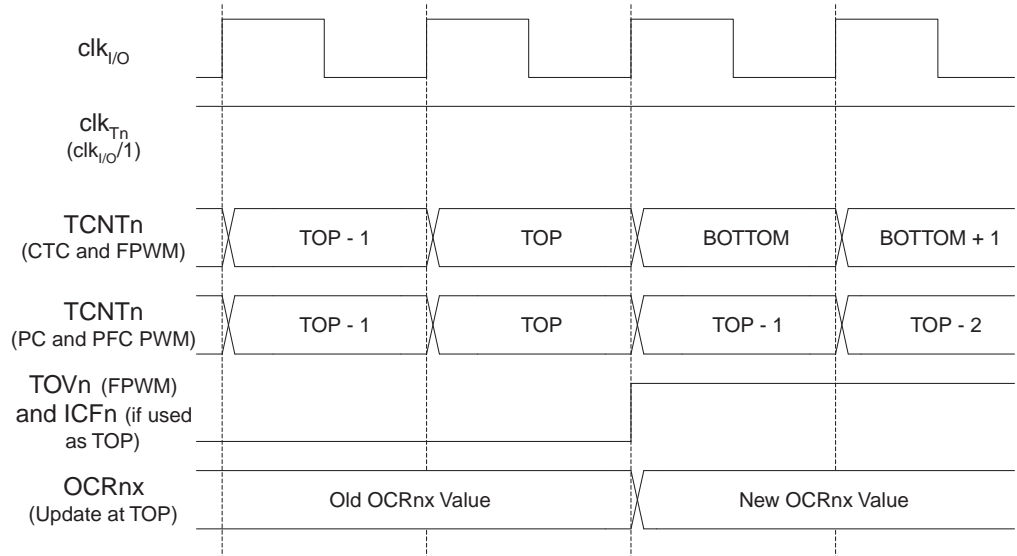 clkI/O
clkTn
(clkI/O/1)
TCNTn
(CTC and FPWM)
TOP - 1
TOP
BOTTOM
BOTTOM + 1
TCNTn
(PC and PFC PWM)
TOP - 1
TOP
TOP - 1
TOP - 2
TOVn (FPWM)
and ICFn (if used
as TOP)
OCRnx
(Update at TOP)
Old OCRnx Value
New OCRnx Value